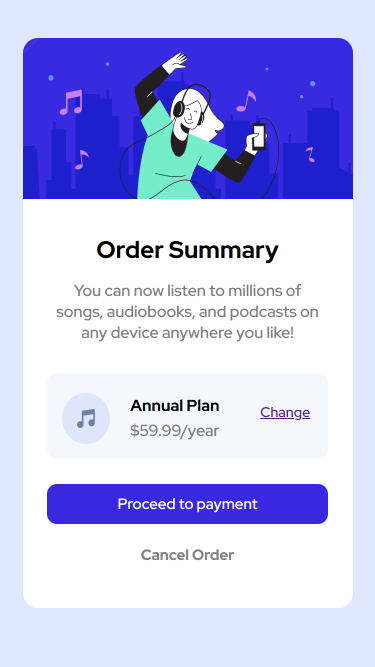 Order Summary
You can now listen to millions of
songs, audiobooks, and podcasts on
any device anywhere you like!
Annual Plan
$59.99/year
Change
Proceed to payment
Cancel Order